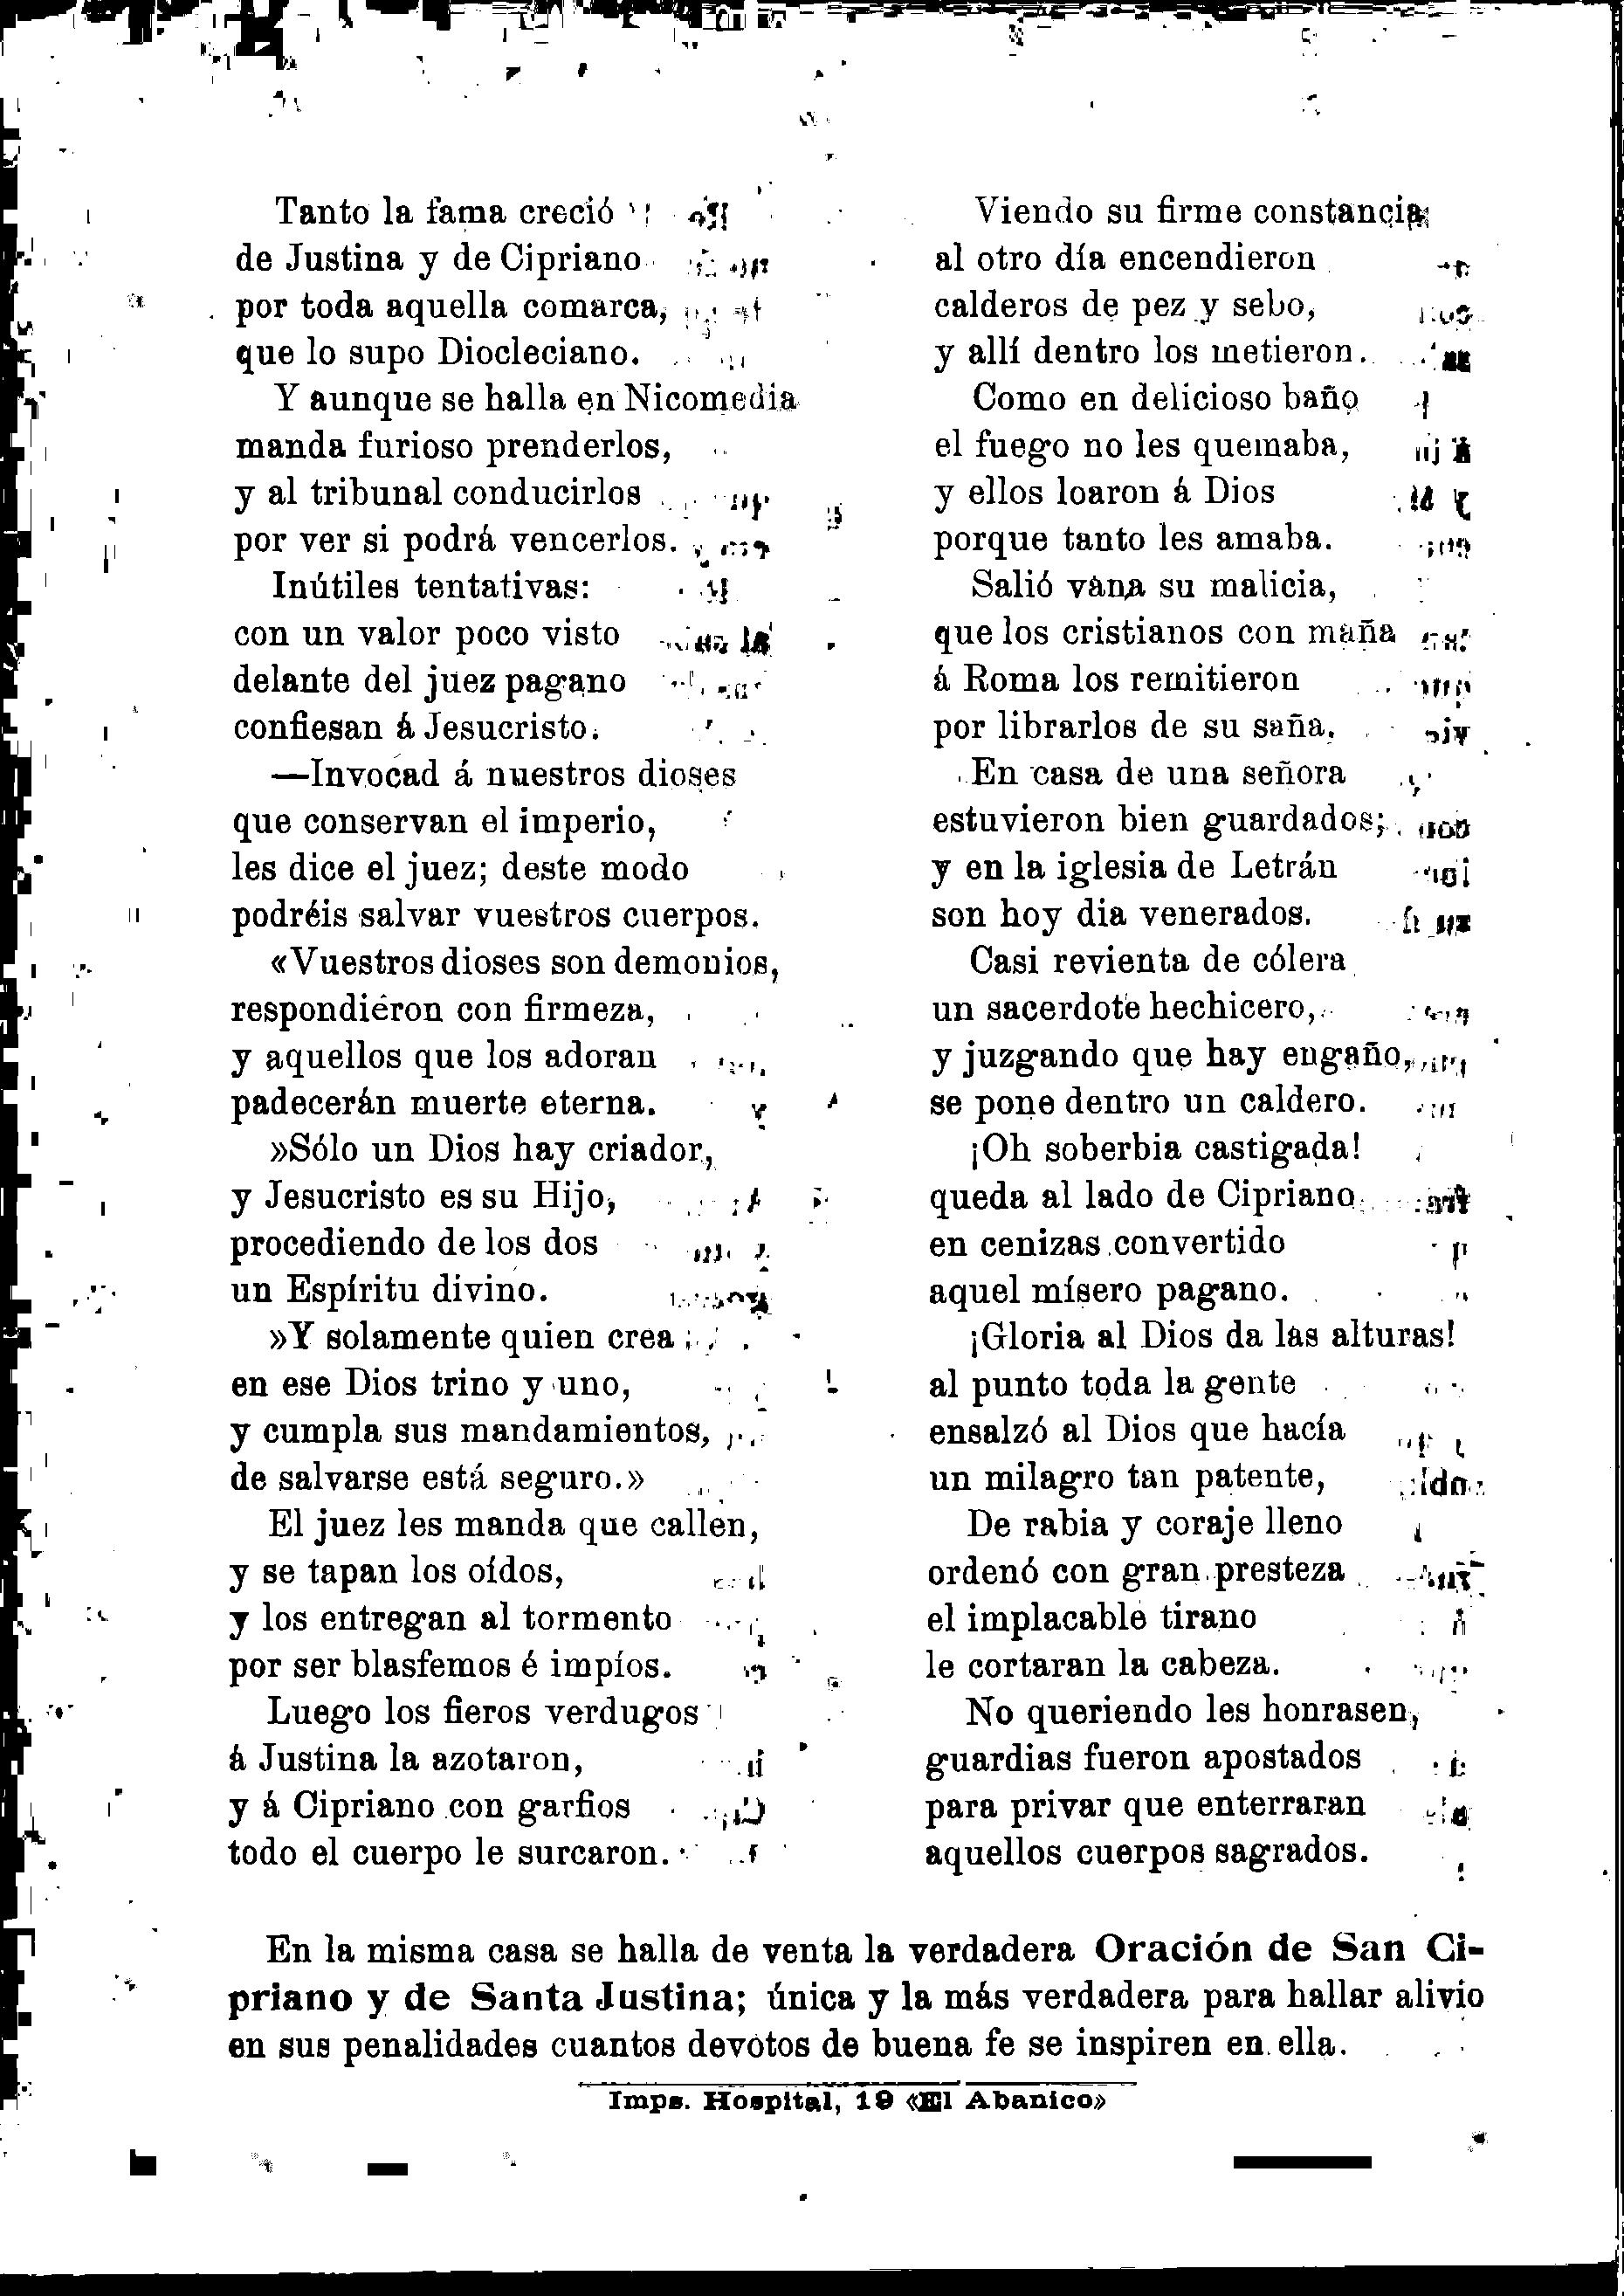 Tanto la fama creció
de Justina y de Cipriano
por toda aquella comarca,
que lo supo Diocleciano.
Y aunque se halla en Nicomedia
manda furioso prenderlos,
y al tribunal conducirlos
por ver si podrá vencerlos.
Inútiles tentativas:
con un valor poco visto
delante del juez pagano
confiesan á Jesucristo.
—Invocad á nuestros dioses
que conservan el imperio,
les dice el juez; deste modo
podréis salvar vuestros cuerpos.
«Vuestros dioses son demonios,
respondiéron con firmeza,
y aquellos que los adoran
padecerán muerte eterna.
»Sólo un Dios hay criador,
y Jesucristo es su Hijo,
procediendo de los dos
un Espíritu divino.
»Y solamente quien crea
en ese Dios trino y uno,
y cumpla sus mandamientos,
de salvarse está seguro.»
El juez les manda que callen,
y se tapan los oídos,
y los entregan al tormento
por ser blasfemos é impíos.
Luego los fieros verdugos
á Justina la azotaron,
y á Cipriano con garfios
todo el cuerpo le surcaron.
Viendo su firme constancia
al otro día encendieron
calderos de pez y sebo,
y allí dentro los metieron.
Como en delicioso baño
el fuego no les quemaba,
y ellos loaron á Dios
porque tanto les amaba.
Salió vana su malicia,
que los cristianos con maña
á Roma los remitieron
por librarlos de su saña.
En casa de una señora
estuvieron bien guardados;
y en la iglesia de Letrán
son hoy dia venerados.
Casi revienta de cólera
un sacerdote hechicero,
y juzgando que hay engaño,
se pone dentro un caldero.
¡Oh soberbia castigada!
queda al lado de Cipriano
en cenizas convertido
aquel mísero pagano.
¡Gloria al Dios da las alturas!
al punto toda la gente
ensalzó al Dios que hacía
un milagro tan patente,
De rabia y coraje lleno
ordenó con gran presteza
el implacable tirano
le cortaran la cabeza.
No queriendo les honrasen,
guardias fueron apostados
para privar que enterraran
aquellos cuerpos sagrados.
En la misma casa se halla de venta la verdadera Oración de San Ci-
priano y de Santa Justina; única y la más verdadera para hallar alivio
en sus penalidades cuantos devotos de buena fe se inspiren en ella.
Imps. Hospital, 19 «El Abanico»